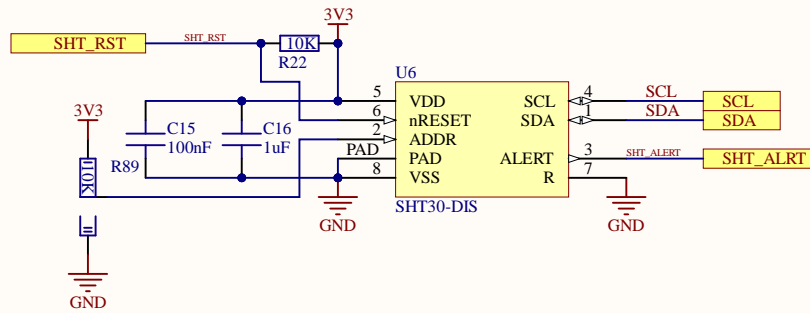 3V3
SHT_RST
SHT_RST
10K
R22
U6
5
VDD
SCL
4
SCL
SCL
6
nRESET
SDA
1
SDA
SDA
2
ADDR
PAD
PAD
ALERT
3
SHT_ALERT
SHT_ALRT
8
VSS
R
7
SHT30-DIS
GND
GND
3V3
C15
100nF
C16
1uF
R89
10K
GND